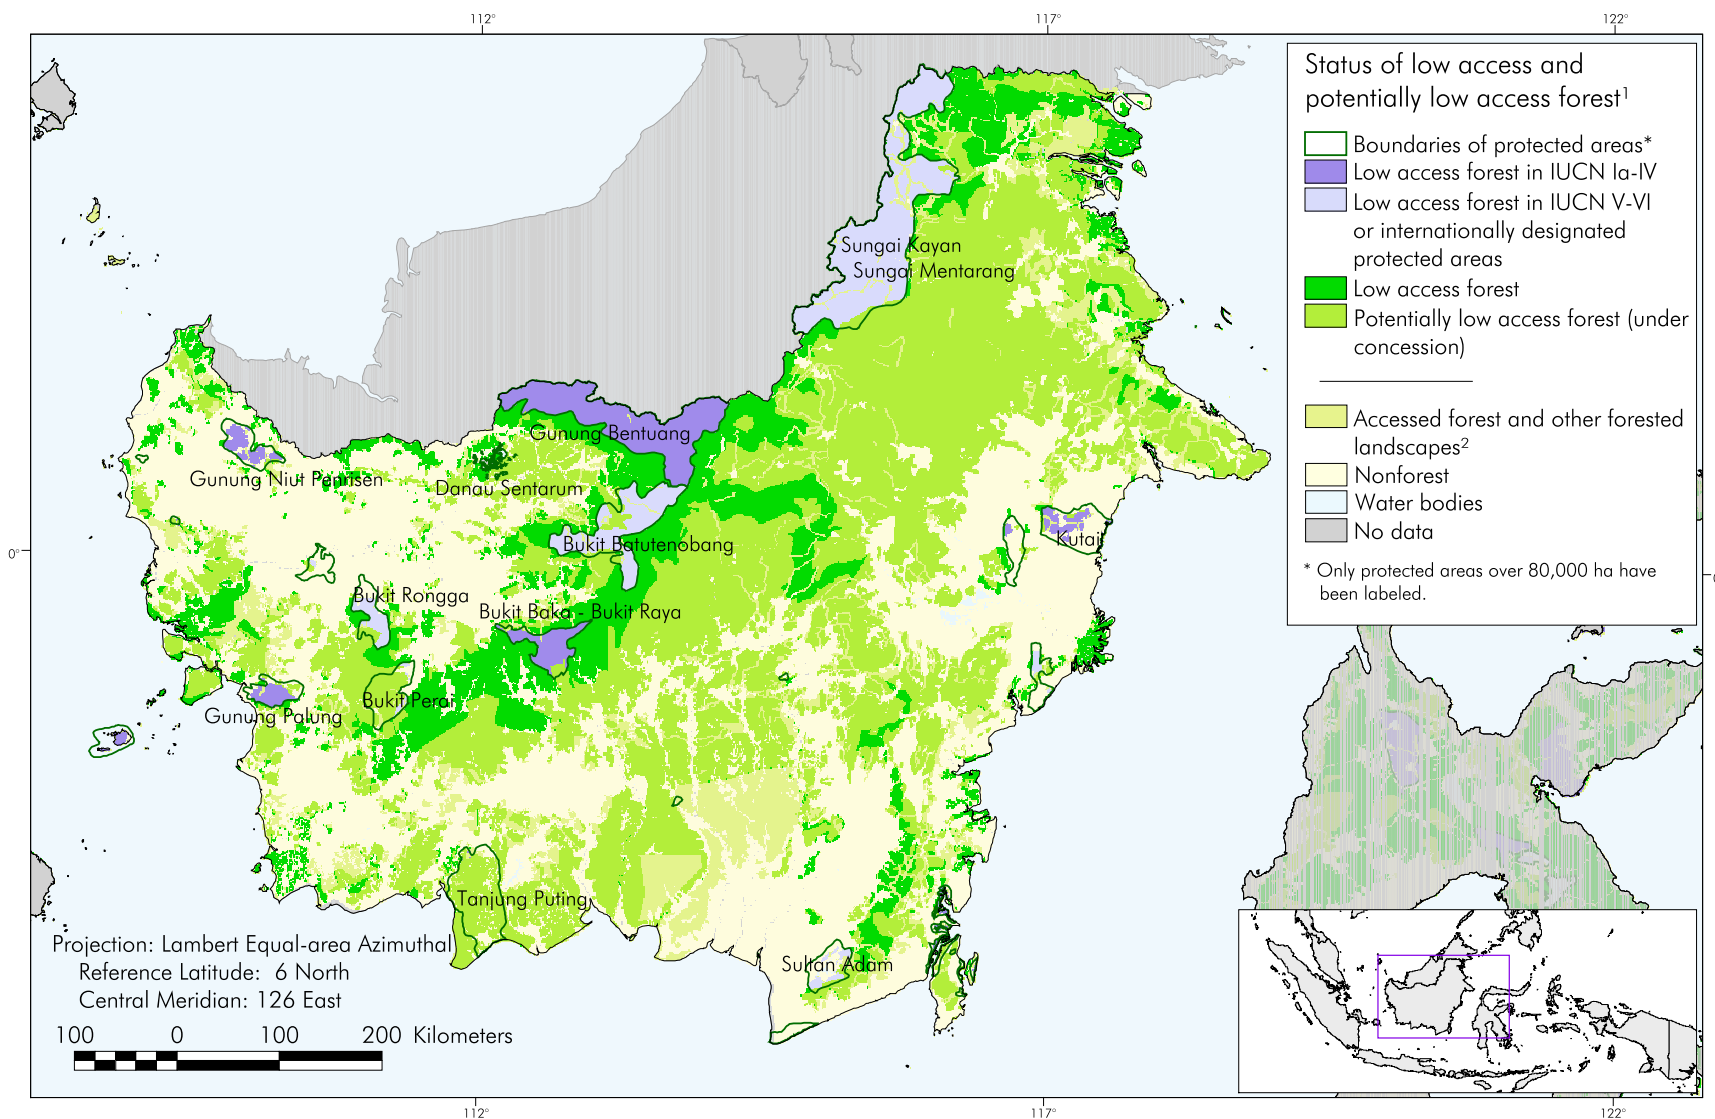 112°
117°
122°
Status of low access and
potentially low access forest1
Boundaries of protected areas*
Low access forest in IUCN Ia-IV
Low access forest in IUCN V-VI
or internationally designated
protected areas
Low access forest
Potentially low access forest (under
concession)
Accessed forest and other forested
landscapes2
Nonforest
Water bodies
No data
* Only protected areas over 80,000 ha have
been labeled.
Sungai Kayan
Sungai Mentarang
Gunung Bentuang
Gunung Niut Penrisen
Danau Sentarum
Bukit Batutenobang
Kutai
0°
0
Bukit Rongga
Bukit Baka - Bukit Raya
Bukit Perai
Gunung Palung
Tanjung Puting
Sultan Adam
Projection: Lambert Equal-area Azimuthal
Reference Latitude: 6 North
Central Meridian: 126 East
100 0 100 200 Kilometers
112°
117°
122°